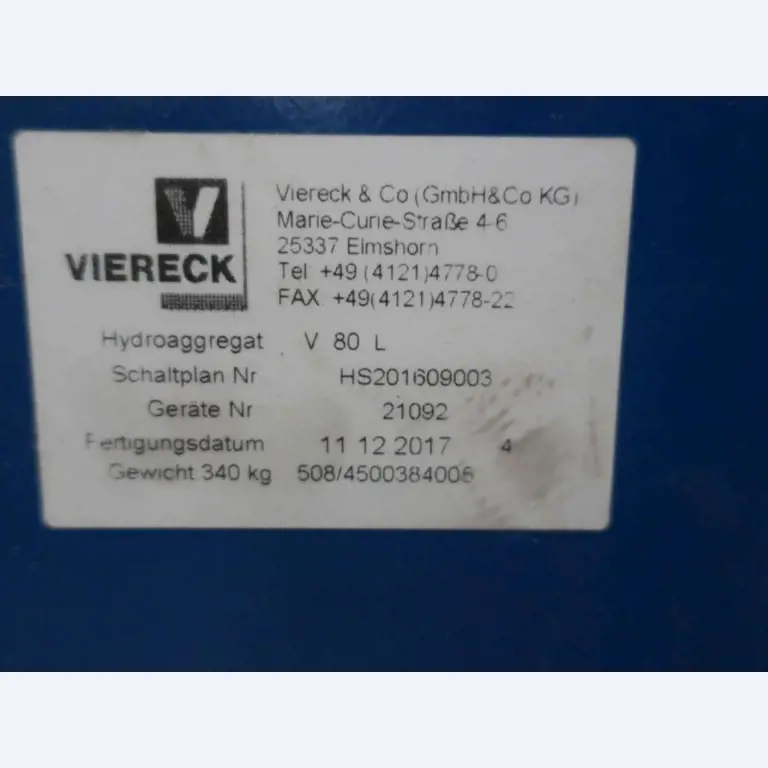 Viereck & Co (GmbH&Co KG)
Marie-Curie-Straße 4-6
25337 Elmshorn
Tel +49 (4121)4778-0
FAX. +49(4121)4778-22
VIERECK
Hydroaggregat V 80 L
Schaltplan Nr HS201609003
Geräte Nr 21092
Fertigungsdatum 11 12 2017 4
Gewicht 340 kg 508/4500384006